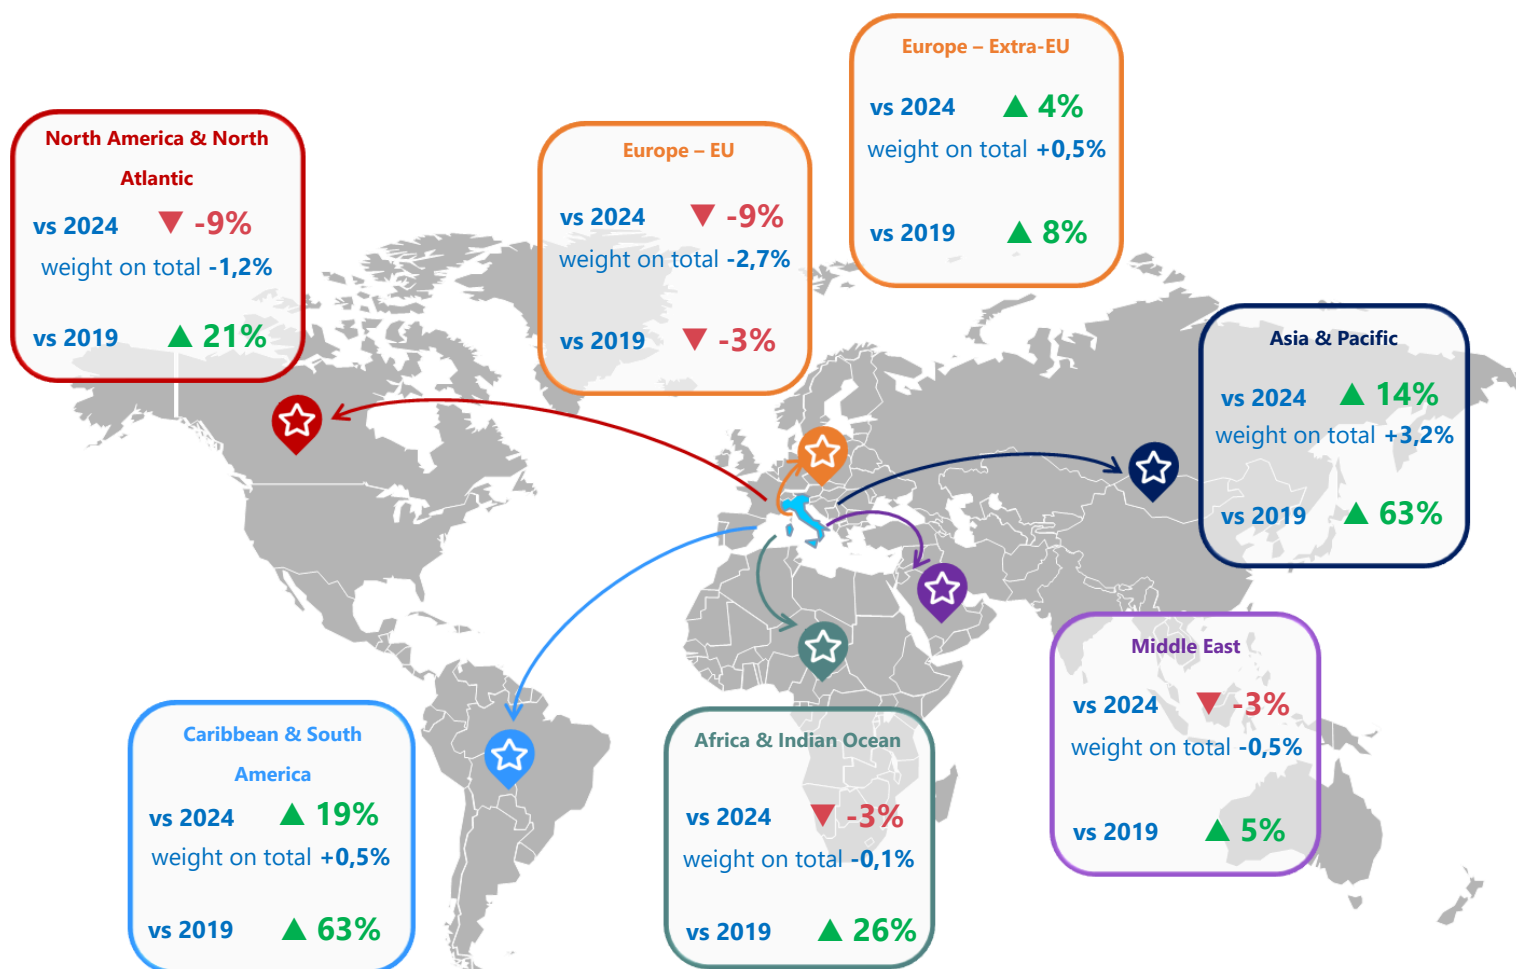 Europe – Extra-EU
vs 2024 ▲ 4%
weight on total +0,5%
vs 2019 ▲ 8%
North America & North
Atlantic
vs 2024 ▼ -9%
weight on total -1,2%
vs 2019 ▲ 21%
Europe – EU
vs 2024 ▼ -9%
weight on total -2,7%
vs 2019 ▼ -3%
Asia & Pacific
vs 2024 ▲ 14%
weight on total +3,2%
vs 2019 ▲ 63%
Middle East
vs 2024 ▼ -3%
weight on total -0,5%
vs 2019 ▲ 5%
Caribbean & South
America
vs 2024 ▲ 19%
weight on total +0,5%
vs 2019 ▲ 63%
Africa & Indian Ocean
vs 2024 ▼ -3%
weight on total -0,1%
vs 2019 ▲ 26%